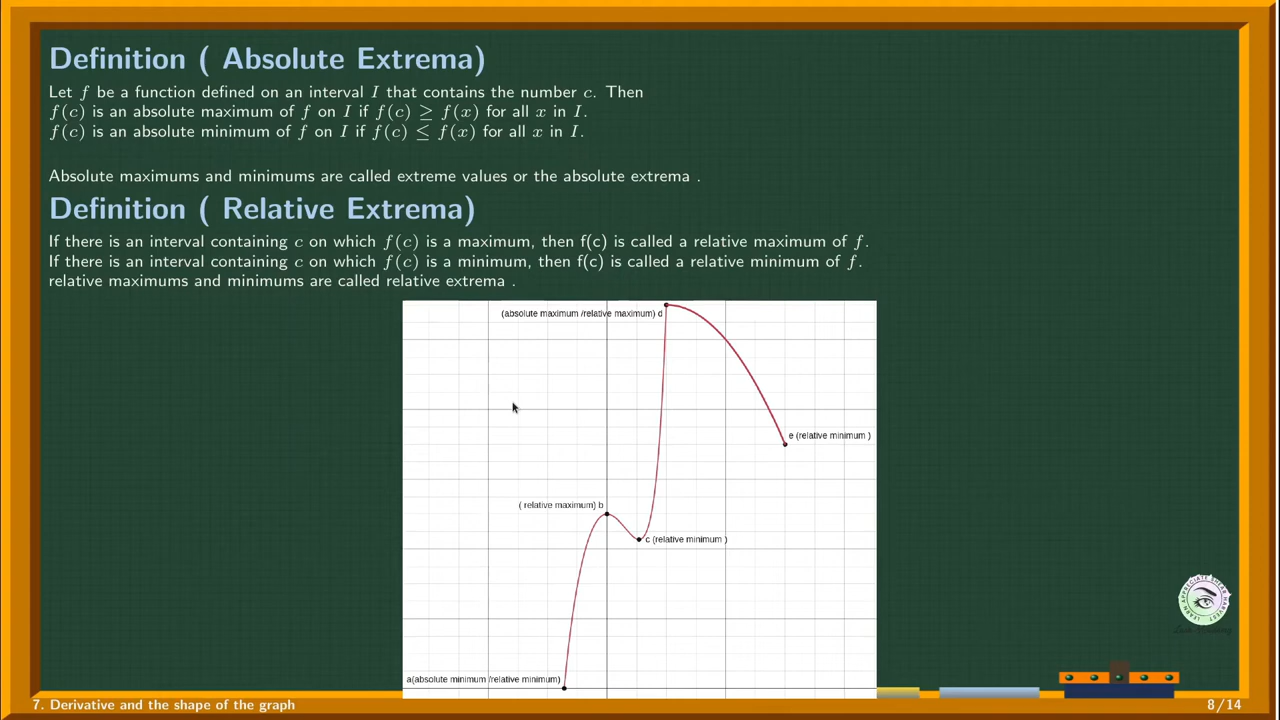 Definition ( Absolute Extrema)
Let f be a function defined on an interval I that contains the number c. Then
f(c) is an absolute maximum of f on I if f(c) ≥ f(x) for all x in I.
f(c) is an absolute minimum of f on I if f(c) ≤ f(x) for all x in I.
Absolute maximums and minimums are called extreme values or the absolute extrema .
Definition ( Relative Extrema)
If there is an interval containing c on which f(c) is a maximum, then f(c) is called a relative maximum of f.
If there is an interval containing c on which f(c) is a minimum, then f(c) is called a relative minimum of f.
relative maximums and minimums are called relative extrema .
(absolute maximum /relative maximum) d
e (relative minimum )
( relative maximum) b
c (relative minimum )
a(absolute minimum /relative minimum)
7. Derivative and the shape of the graph
8/14